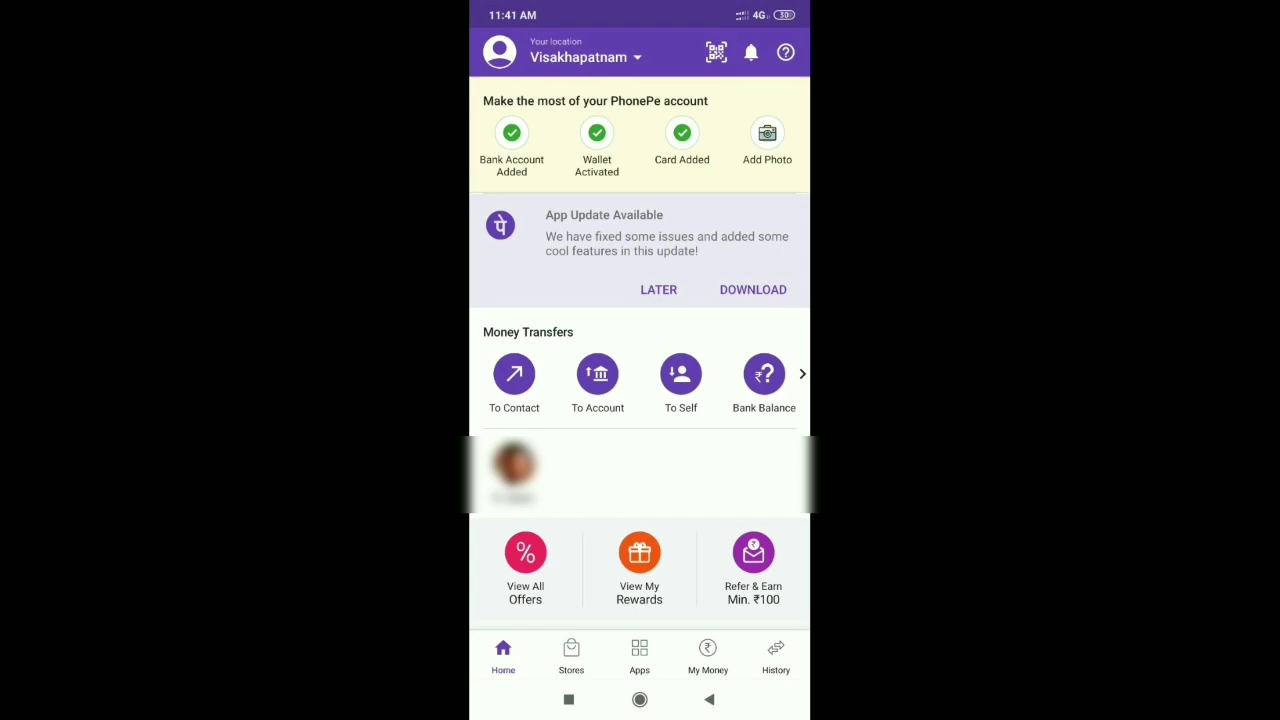 11:41 AM
4G
30
Your location
Visakhapatnam
Make the most of your PhonePe account
Bank Account
Added
Wallet
Activated
Card Added
Add Photo
पे
App Update Available
We have fixed some issues and added some
cool features in this update!
LATER
DOWNLOAD
Money Transfers
To Contact
To Account
To Self
Bank Balance
View All
Offers
View My
Rewards
Refer & Earn
Min. ₹100
Home
Stores
Apps
My Money
History